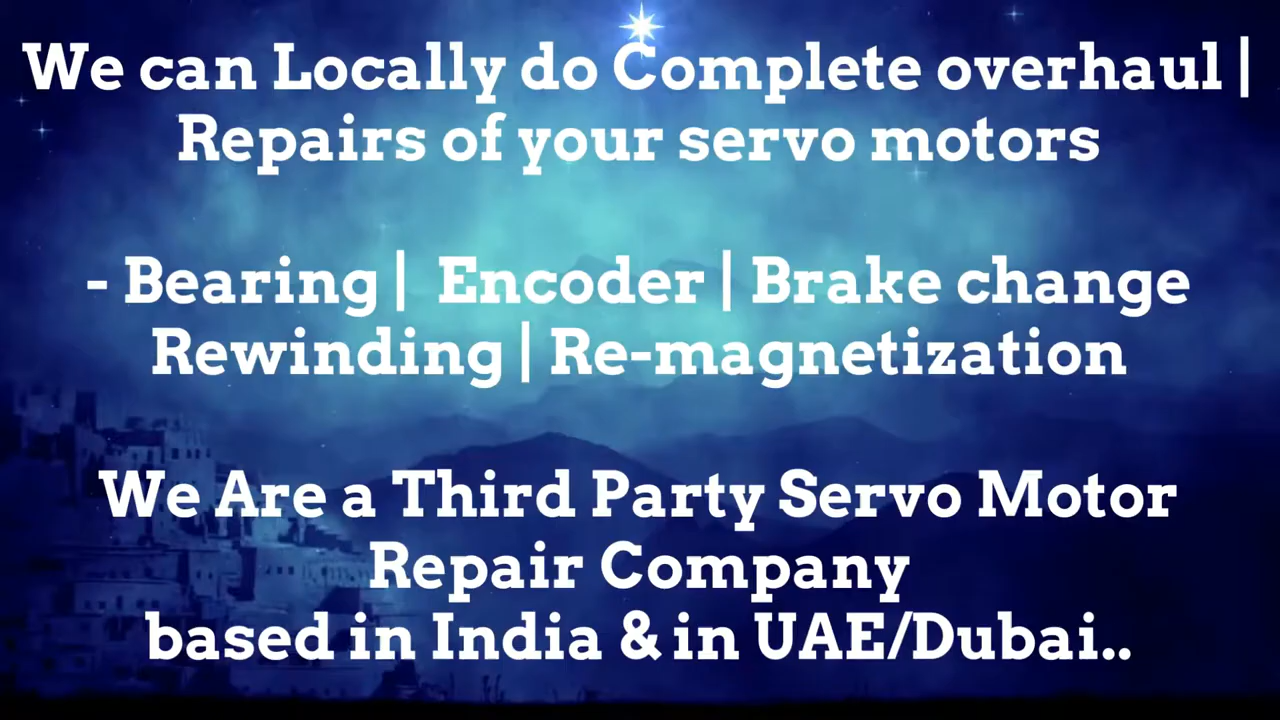 We can Locally do Complete overhaul |
Repairs of your servo motors
- Bearing | Encoder | Brake change
Rewinding | Re-magnetization
We Are a Third Party Servo Motor
Repair Company
based in India & in UAE/Dubai..